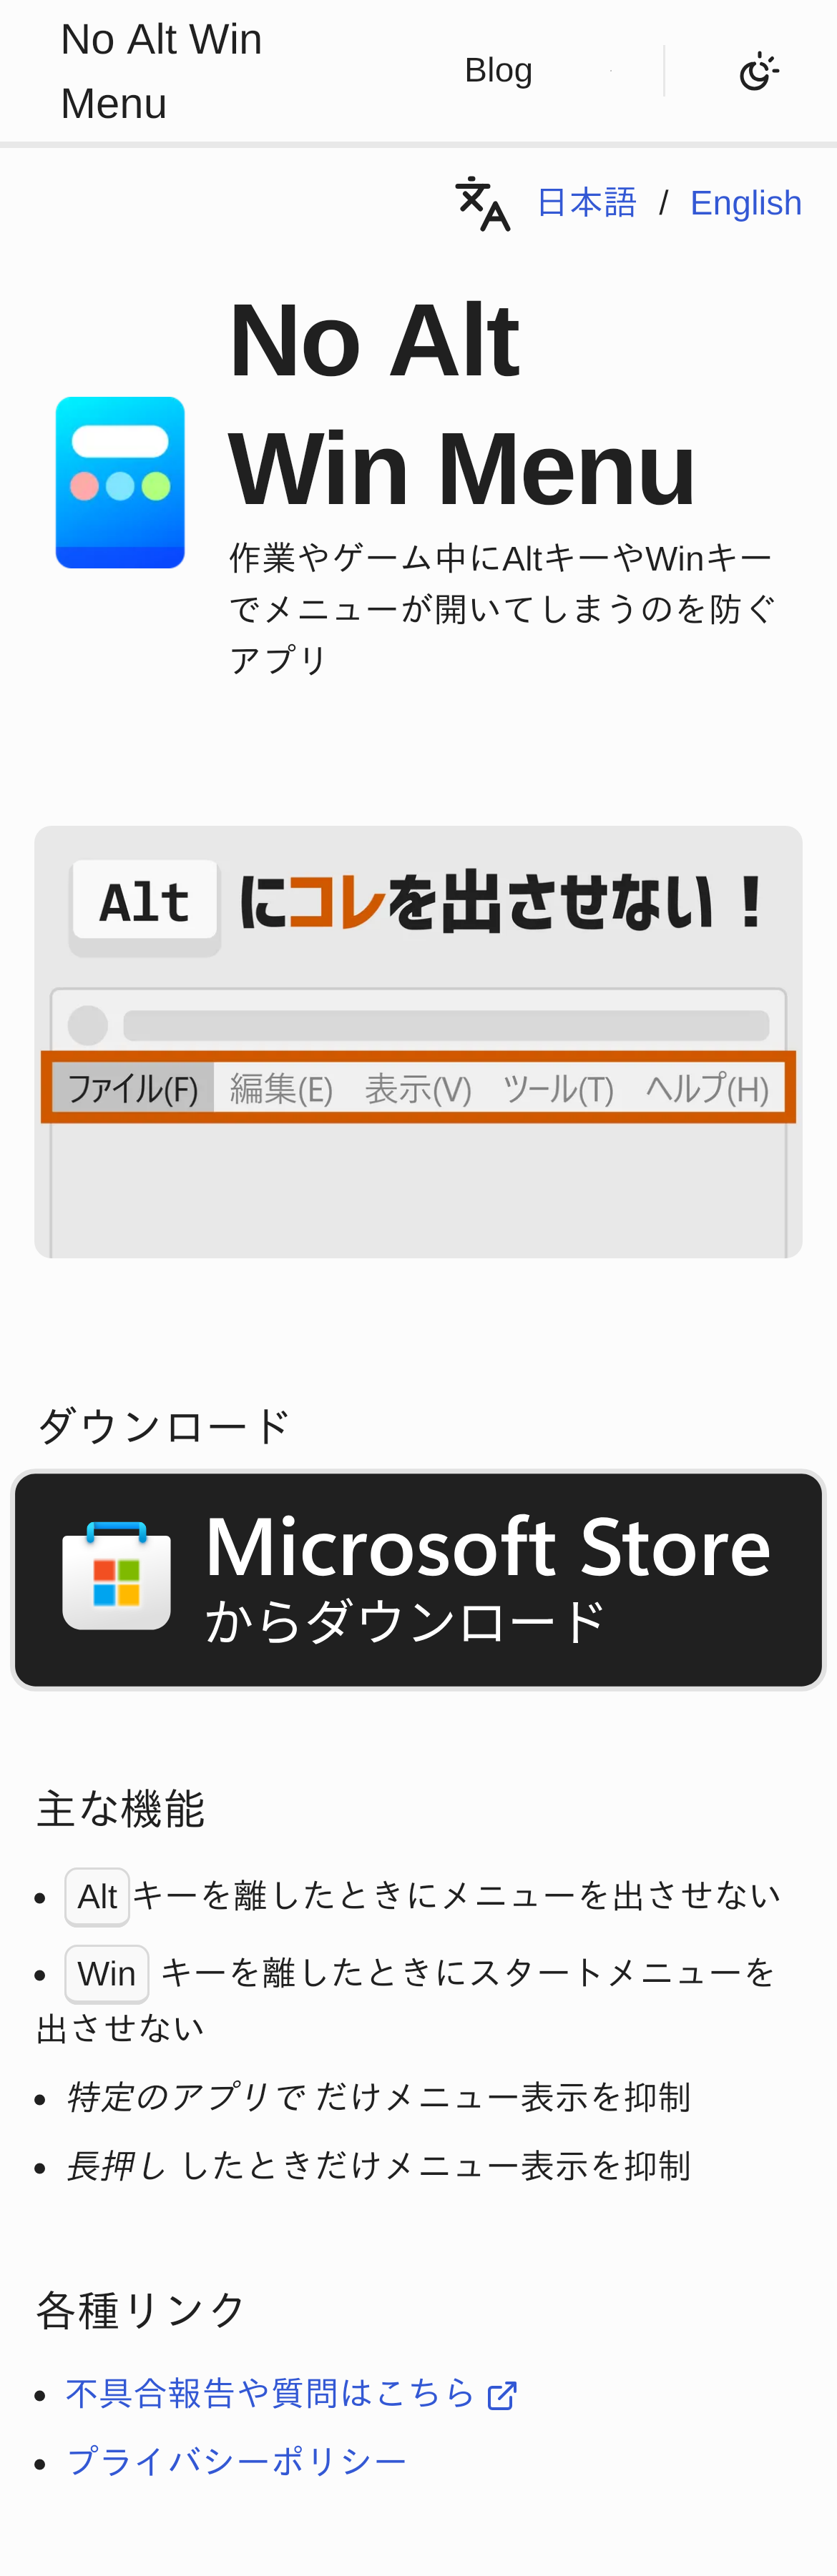 No Alt Win
Menu
Blog
日本語 / English
No Alt
Win Menu
作業やゲーム中にAltキーやWinキー
でメニューが開いてしまうのを防ぐ
アプリ
Alt にコレを出させない！
ファイル(F) 編集(E) 表示(V) ツール(T) ヘルプ(H)
ダウンロード
Microsoft Store
からダウンロード
主な機能
• Alt キーを離したときにメニューを出させない
• Win キーを離したときにスタートメニューを
出させない
• 特定のアプリで だけメニュー表示を抑制
• 長押し したときだけメニュー表示を抑制
各種リンク
• 不具合報告や質問はこちら
• プライバシーポリシー